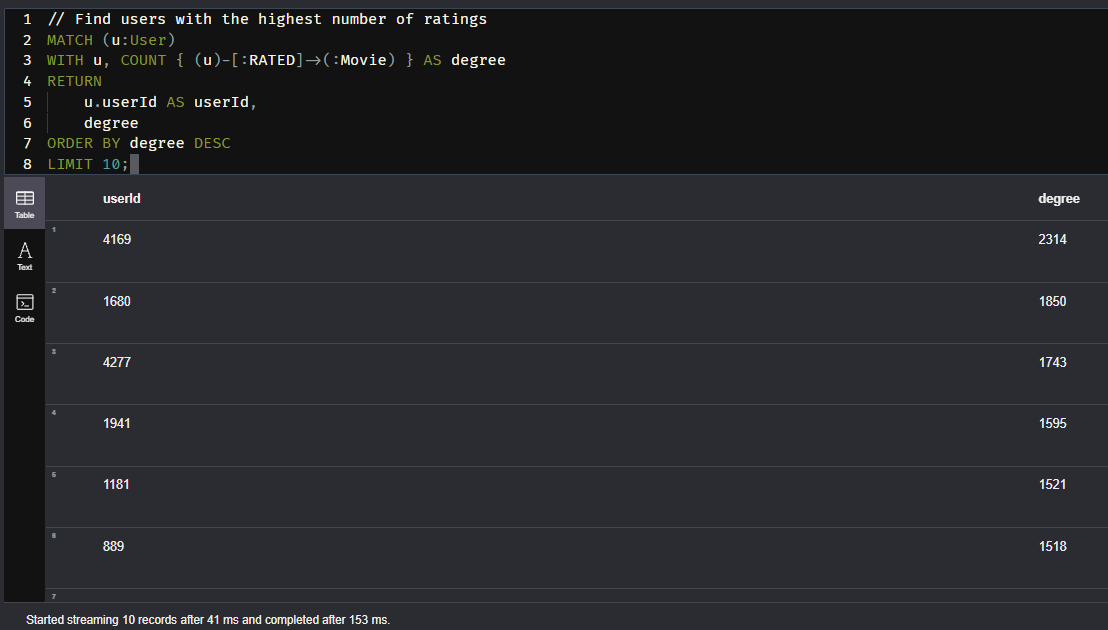 1 // Find users with the highest number of ratings
2 MATCH (u:User)
3 WITH u, COUNT { (u)-[:RATED]->(:Movie) } AS degree
4 RETURN
5 u.userId AS userId,
6 degree
7 ORDER BY degree DESC
8 LIMIT 10;
Table
Text
Code
userId degree
1 4169 2314
2 1680 1850
3 4277 1743
4 1941 1595
5 1181 1521
6 889 1518
7
Started streaming 10 records after 41 ms and completed after 153 ms.